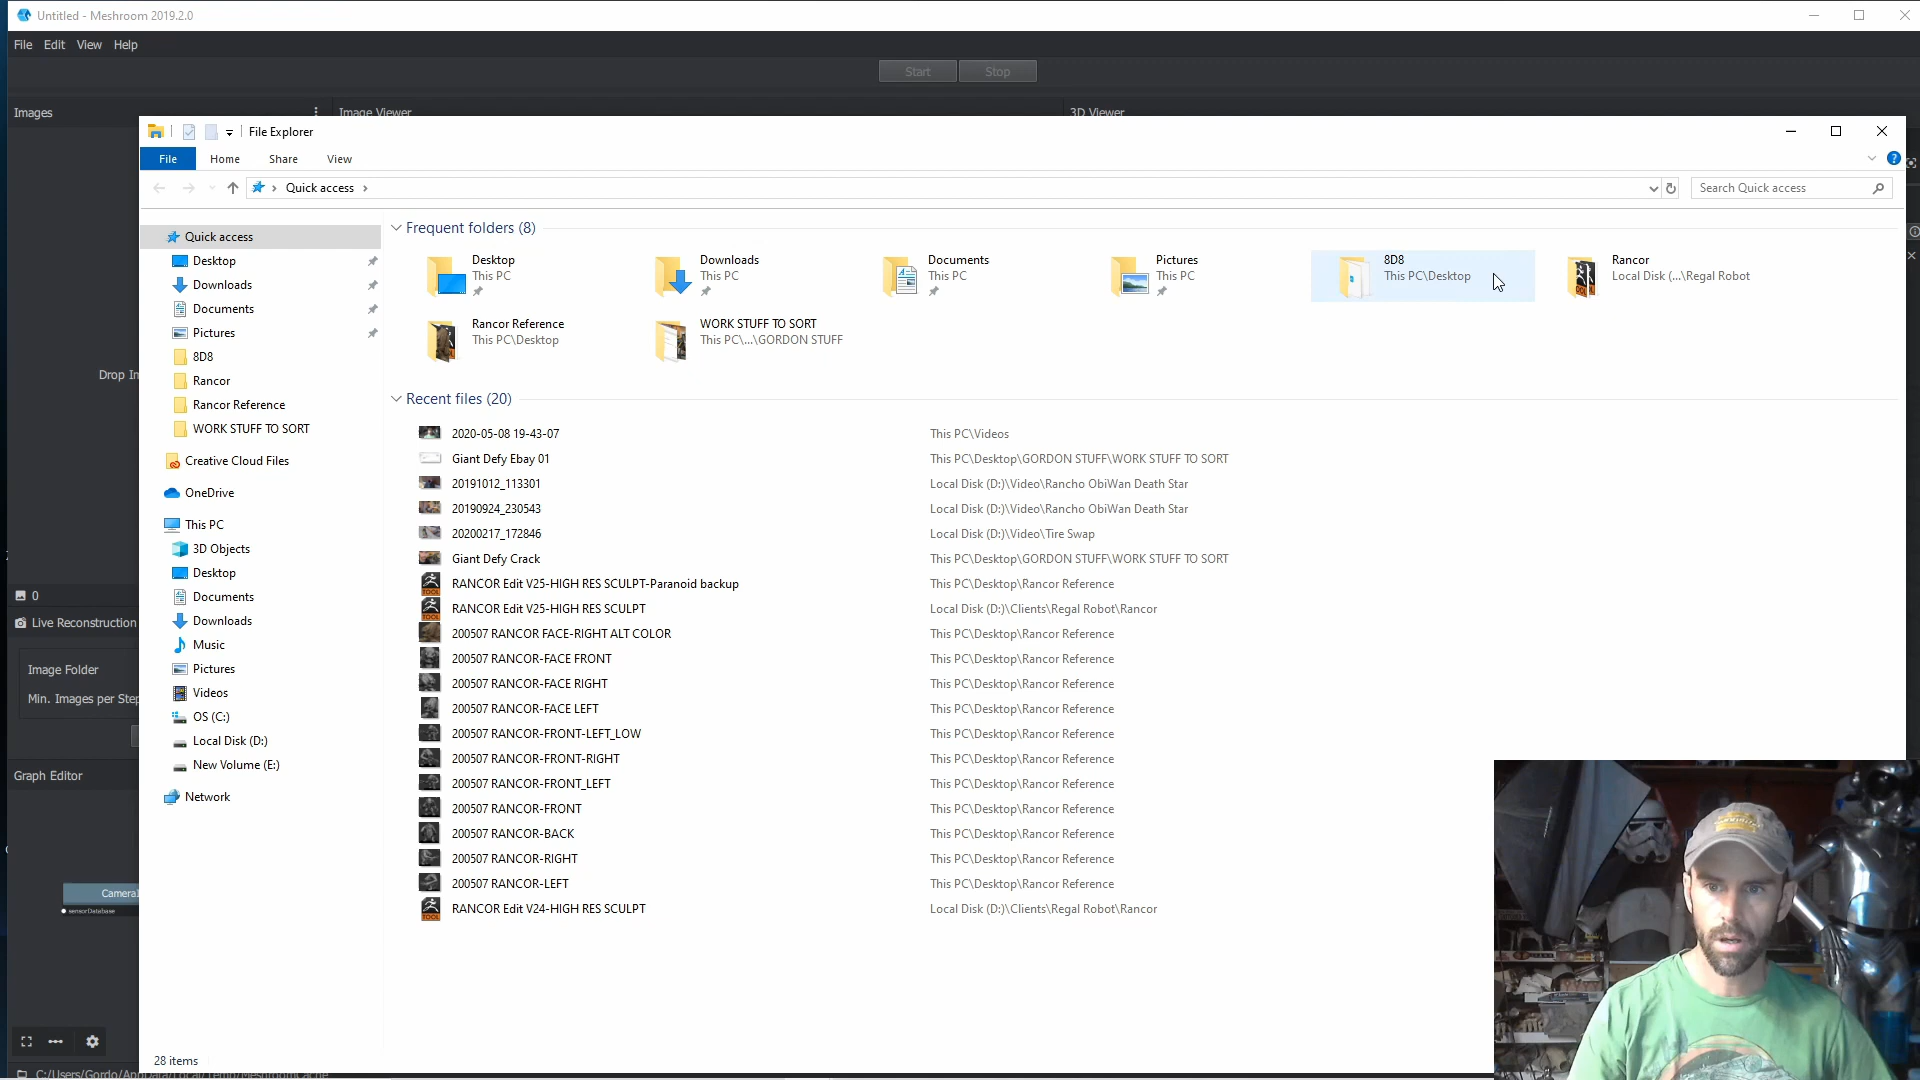 Untitled - Meshroom 2019.2.0
File Edit View Help
Start Stop
Images Image Viewer 3D Viewer
File Explorer
File Home Share View
Quick access
Search Quick access
Quick access
Desktop
Downloads
Documents
Pictures
8D8
Rancor
Rancor Reference
WORK STUFF TO SORT
Creative Cloud Files
OneDrive
This PC
3D Objects
Desktop
Documents
Downloads
Music
Pictures
Videos
OS (C:)
Local Disk (D:)
New Volume (E:)
Network
Frequent folders (8)
Desktop
This PC
Downloads
This PC
Documents
This PC
Pictures
This PC
8D8
This PC\Desktop
Rancor
Local Disk (...\Regal Robot
Rancor Reference
This PC\Desktop
WORK STUFF TO SORT
This PC\...\GORDON STUFF
Recent files (20)
2020-05-08 19-43-07 This PC\Videos
Giant Defy Ebay 01 This PC\Desktop\GORDON STUFF\WORK STUFF TO SORT
20191012_113301 Local Disk (D:)\Video\Rancho ObiWan Death Star
20190924_230543 Local Disk (D:)\Video\Rancho ObiWan Death Star
20200217_172846 Local Disk (D:)\Video\Tire Swap
Giant Defy Crack This PC\Desktop\GORDON STUFF\WORK STUFF TO SORT
RANCOR Edit V25-HIGH RES SCULPT-Paranoid backup This PC\Desktop\Rancor Reference
RANCOR Edit V25-HIGH RES SCULPT Local Disk (D:)\Clients\Regal Robot\Rancor
200507 RANCOR FACE-RIGHT ALT COLOR This PC\Desktop\Rancor Reference
200507 RANCOR-FACE FRONT This PC\Desktop\Rancor Reference
200507 RANCOR-FACE RIGHT This PC\Desktop\Rancor Reference
200507 RANCOR-FACE LEFT This PC\Desktop\Rancor Reference
200507 RANCOR-FRONT-LEFT_LOW This PC\Desktop\Rancor Reference
200507 RANCOR-FRONT-RIGHT This PC\Desktop\Rancor Reference
200507 RANCOR-FRONT_LEFT This PC\Desktop\Rancor Reference
200507 RANCOR-FRONT This PC\Desktop\Rancor Reference
200507 RANCOR-BACK This PC\Desktop\Rancor Reference
200507 RANCOR-RIGHT This PC\Desktop\Rancor Reference
200507 RANCOR-LEFT This PC\Desktop\Rancor Reference
RANCOR Edit V24-HIGH RES SCULPT Local Disk (D:)\Clients\Regal Robot\Rancor
28 items
Drop Im
0
Live Reconstruction
Image Folder
Min. Images per Step
Graph Editor
Camera
sensorDatabase
C:/Users/Gordo/AppData/Local/Temp/MeshroomCache